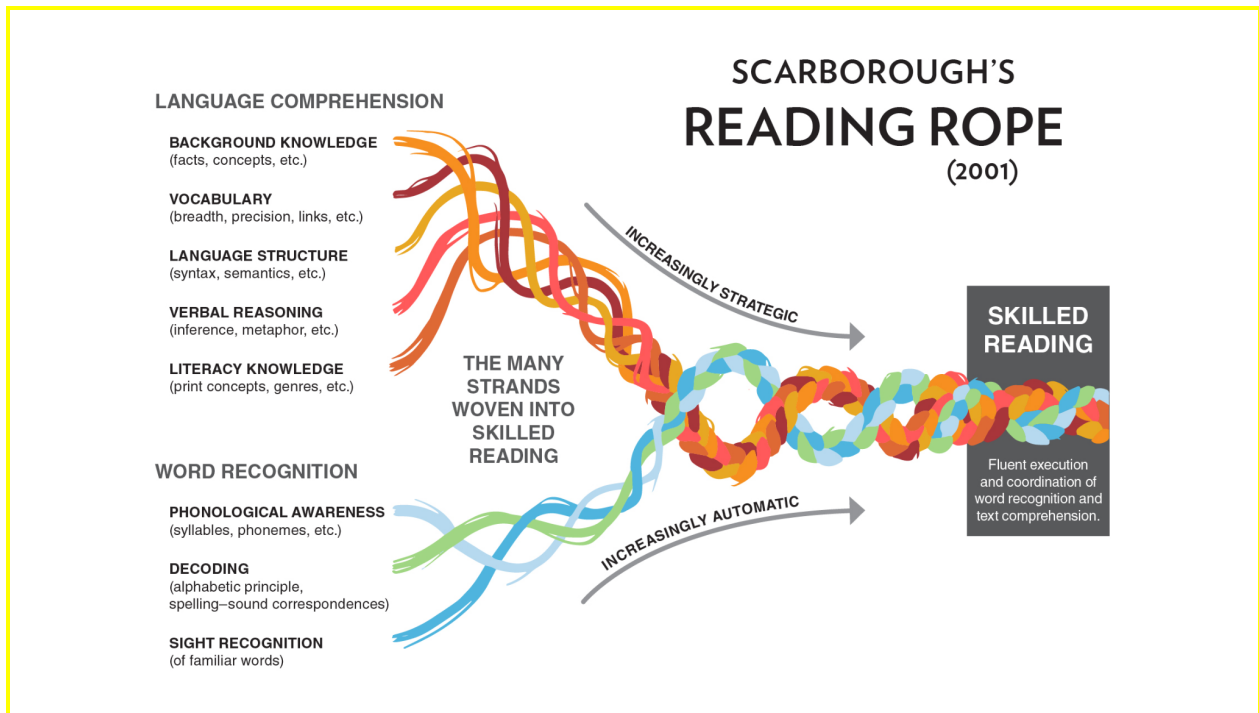 SCARBOROUGH'S
READING ROPE
(2001)
LANGUAGE COMPREHENSION
BACKGROUND KNOWLEDGE
(facts, concepts, etc.)
VOCABULARY
(breadth, precision, links, etc.)
LANGUAGE STRUCTURE
(syntax, semantics, etc.)
VERBAL REASONING
(inference, metaphor, etc.)
LITERACY KNOWLEDGE
(print concepts, genres, etc.)
WORD RECOGNITION
PHONOLOGICAL AWARENESS
(syllables, phonemes, etc.)
DECODING
(alphabetic principle,
spelling–sound correspondences)
SIGHT RECOGNITION
(of familiar words)
THE MANY
STRANDS
WOVEN INTO
SKILLED
READING
INCREASINGLY STRATEGIC
INCREASINGLY AUTOMATIC
SKILLED
READING
Fluent execution
and coordination of
word recognition and
text comprehension.